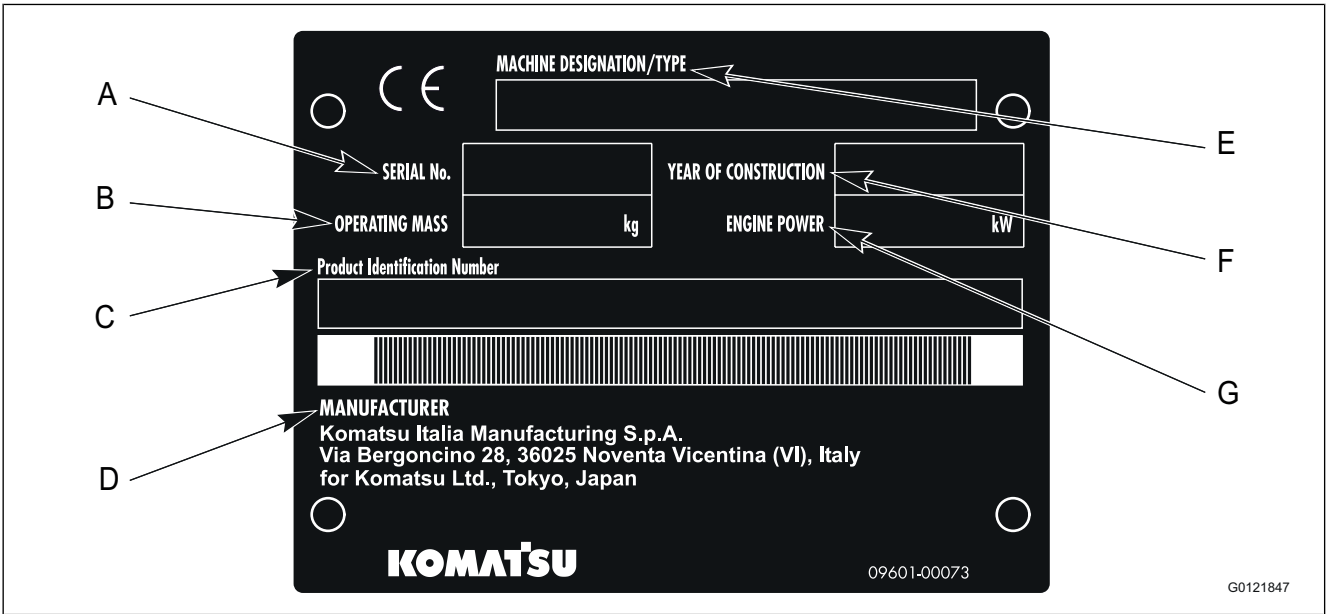 MACHINE DESIGNATION/TYPE
CE
A
E
SERIAL No.
YEAR OF CONSTRUCTION
B
OPERATING MASS
kg
ENGINE POWER
kW
F
Product Identification Number
C
G
MANUFACTURER
Komatsu Italia Manufacturing S.p.A.
Via Bergoncino 28, 36025 Noventa Vicentina (VI), Italy
D
for Komatsu Ltd., Tokyo, Japan
KOMATSU
09601-00073
G0121847